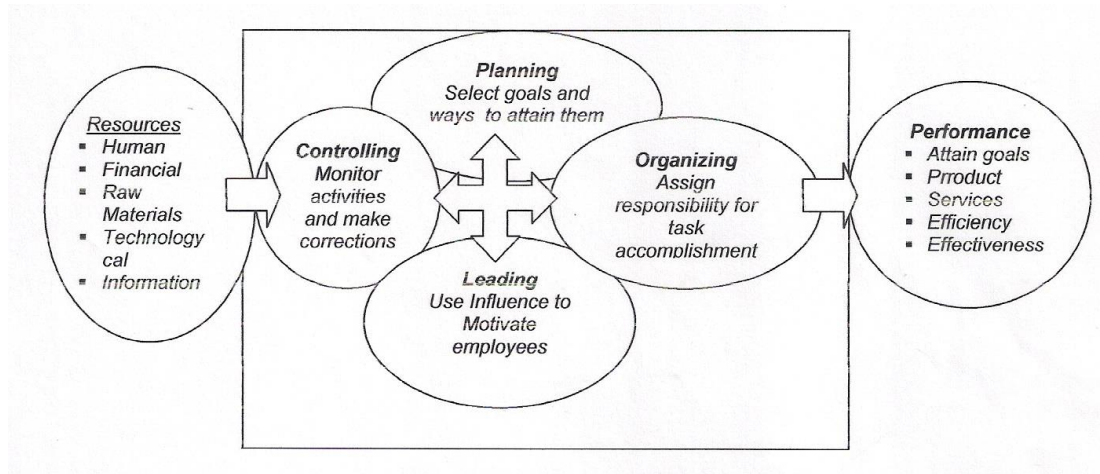 Resources
▪ Human
▪ Financial
▪ Raw
Materials
▪ Technology
cal
▪ Information
Controlling
Monitor
activities
and make
corrections
Planning
Select goals and
ways to attain them
Leading
Use Influence to
Motivate
employees
Organizing
Assign
responsibility for
task
accomplishment
Performance
▪ Attain goals
▪ Prroduct
▪ Services
▪ Efficiency
▪ Effectiveness